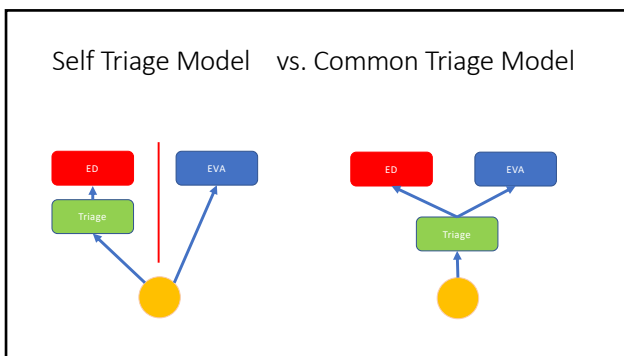 Self Triage Model vs. Common Triage Model
ED
EVA
Triage
ED
EVA
Triage